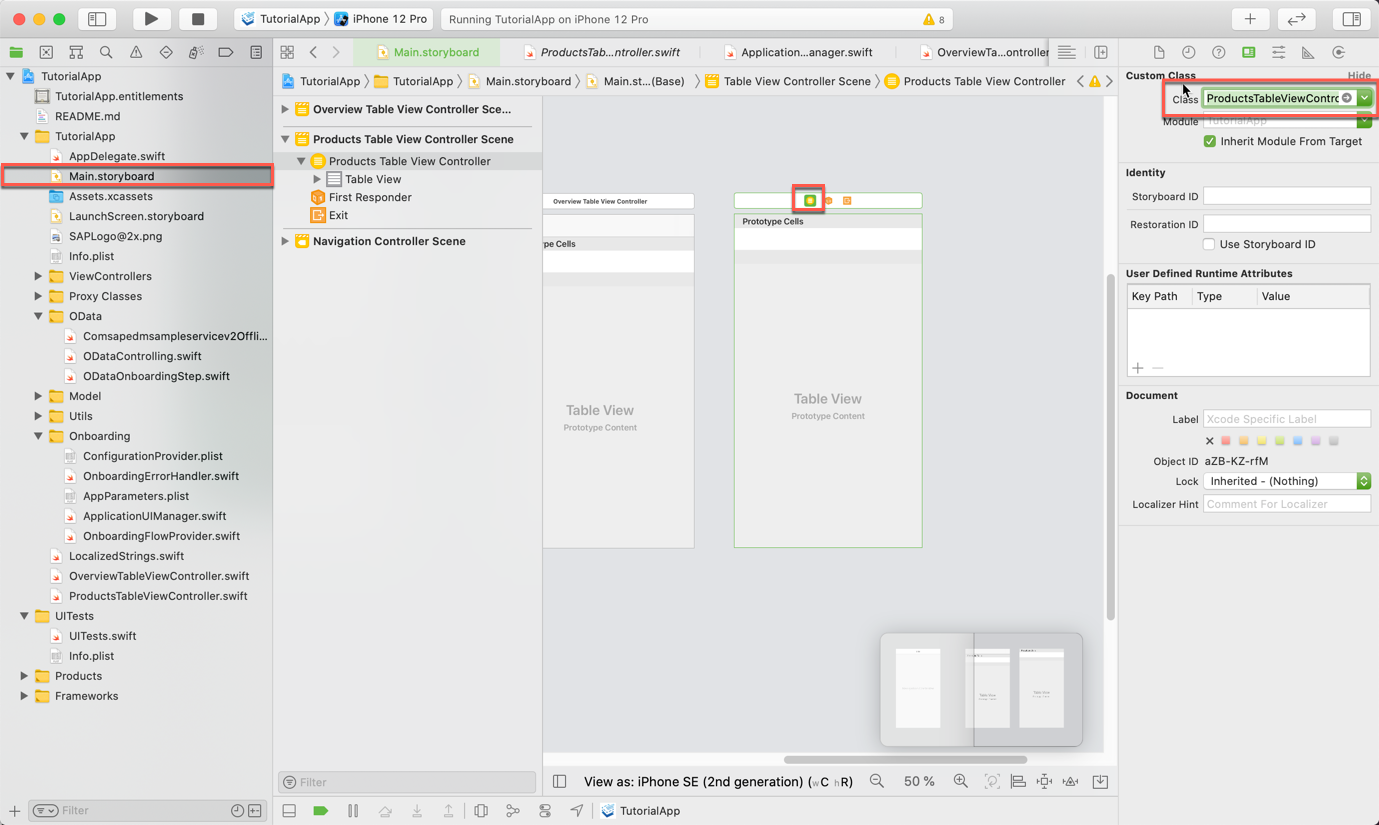 TutorialApp
iPhone 12 Pro
Running TutorialApp on iPhone 12 Pro
8
Main.storyboard
ProductsTab...ntroller.swift
Application...anager.swift
OverviewTa...ontroller
TutorialApp
TutorialApp
Main.storyboard
Main.st...(Base)
Table View Controller Scene
Products Table View Controller
TutorialApp
TutorialApp.entitlements
README.md
TutorialApp
AppDelegate.swift
Main.storyboard
Assets.xcassets
LaunchScreen.storyboard
SAPLogo@2x.png
Info.plist
ViewControllers
Proxy Classes
OData
Comsapedmsampleservicev2Offli...
ODataControlling.swift
ODataOnboardingStep.swift
Model
Utils
Onboarding
ConfigurationProvider.plist
OnboardingErrorHandler.swift
AppParameters.plist
ApplicationUIManager.swift
OnboardingFlowProvider.swift
LocalizedStrings.swift
OverviewTableViewController.swift
ProductsTableViewController.swift
UITests
UITests.swift
Info.plist
Products
Frameworks
Filter
Overview Table View Controller Sce...
Products Table View Controller Scene
Products Table View Controller
Table View
First Responder
Exit
Navigation Controller Scene
Filter
Overview Table View Controller
ype Cells
Table View
Prototype Content
Prototype Cells
Table View
Prototype Content
View as: iPhone SE (2nd generation) (wC hR)
50 %
TutorialApp
Custom Class
Hide
Class
ProductsTableViewContro
Module
TutorialApp
Inherit Module From Target
Identity
Storyboard ID
Restoration ID
Use Storyboard ID
User Defined Runtime Attributes
Key Path
Type
Value
Document
Label
Xcode Specific Label
Object ID
aZB-KZ-rfM
Lock
Inherited - (Nothing)
Localizer Hint
Comment For Localizer